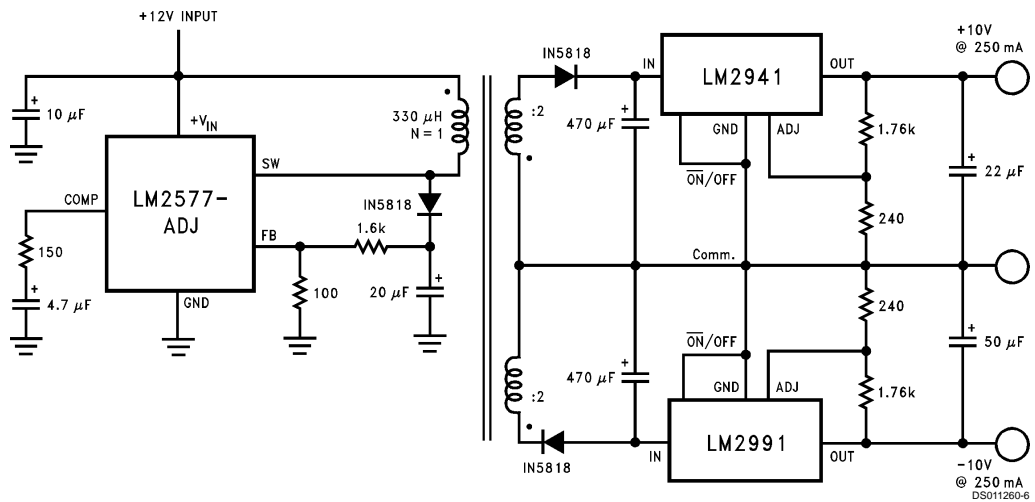 +12V INPUT
+10V
@ 250 mA
IN5818
IN
LM2941
OUT
+
10 μF
+VIN
330 μH
N = 1
:2
470 μF
+
GND
ADJ
1.76k
SW
ON/OFF
+
22 μF
COMP
LM2577-
ADJ
IN5818
240
FB
1.6k
Comm.
150
+
4.7 μF
GND
100
20 μF
+
240
ON/OFF
+
50 μF
470 μF
+
GND
ADJ
1.76k
:2
LM2991
IN5818
IN
OUT
-10V
@ 250 mA
DS011260-6